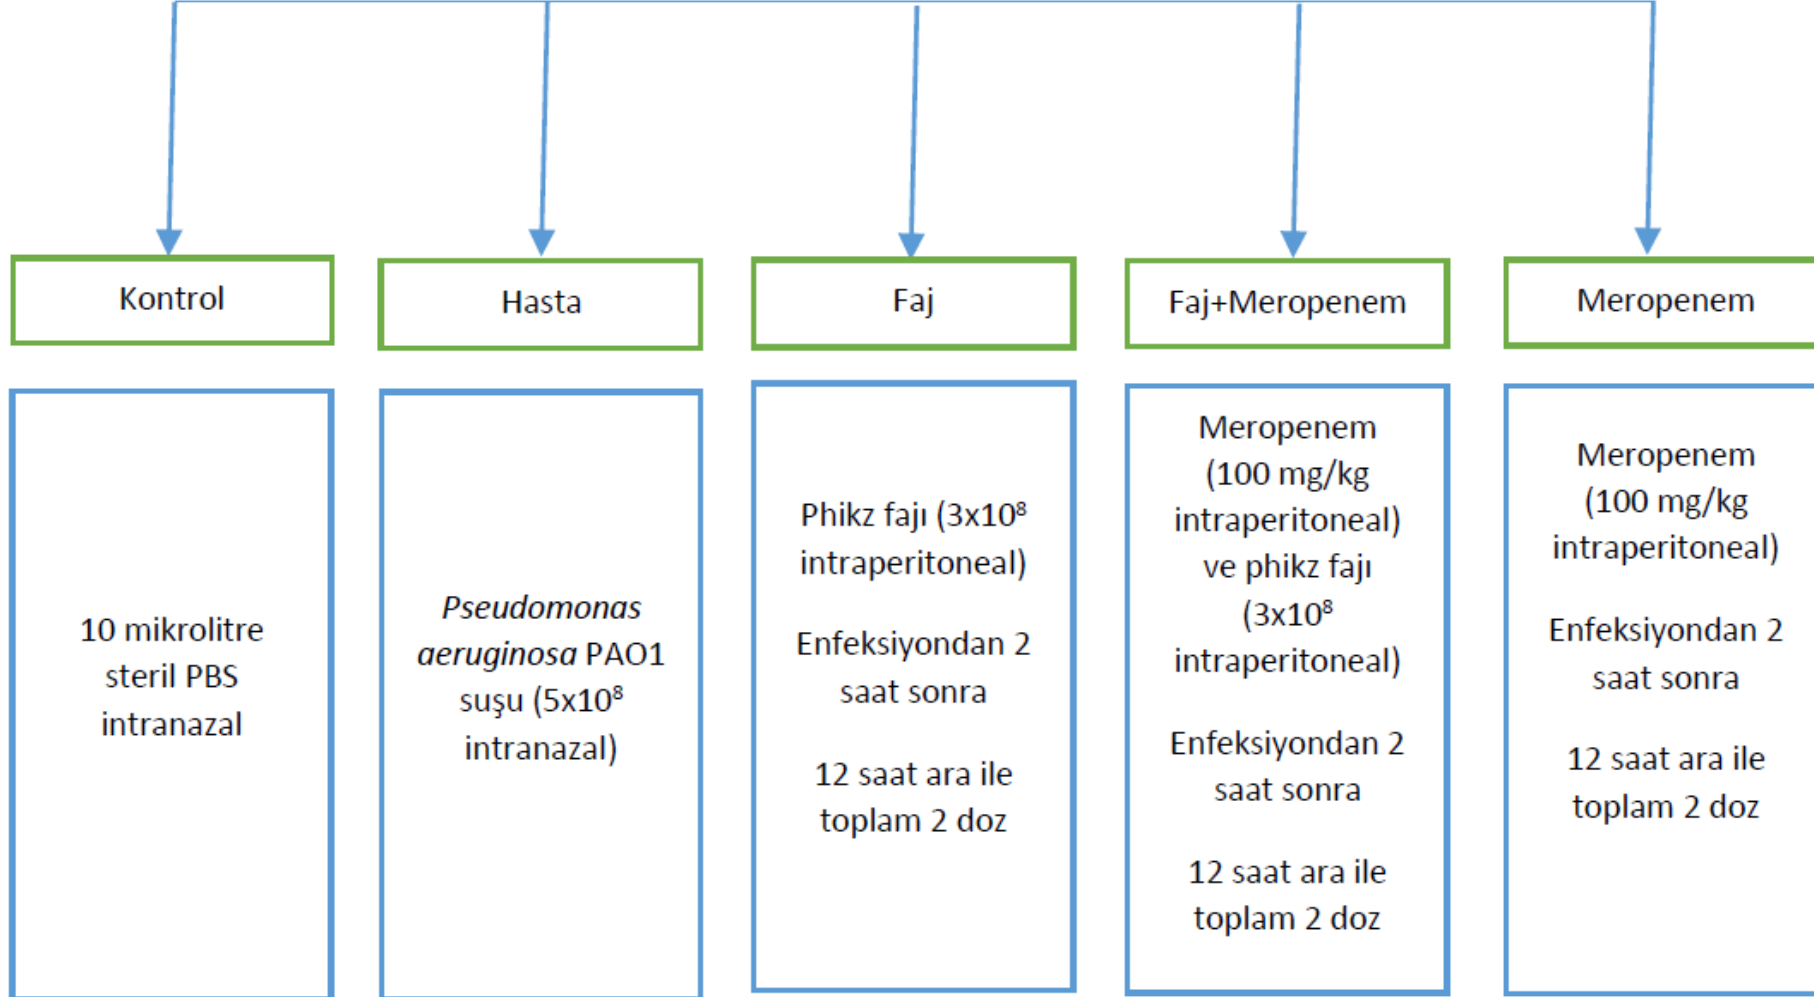 Kontrol
10 mikrolitre
steril PBS
intranazal
Hasta
Pseudomonas
aeruginosa PAO1
suşu (5x10⁸
intranazal)
Faj
Phikz fajı (3x10⁸
intraperitoneal)
Enfeksiyondan 2
saat sonra
12 saat ara ile
toplam 2 doz
Faj+Meropenem
Meropenem
(100 mg/kg
intraperitoneal)
ve phikz fajı
(3x10⁸
intraperitoneal)
Enfeksiyondan 2
saat sonra
12 saat ara ile
toplam 2 doz
Meropenem
Meropenem
(100 mg/kg
intraperitoneal)
Enfeksiyondan 2
saat sonra
12 saat ara ile
toplam 2 doz